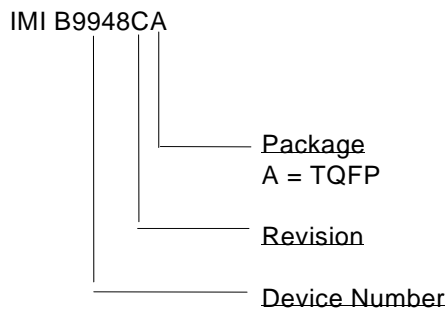 IMI B9948CA
Package
A = TQFP
Revision
Device Number